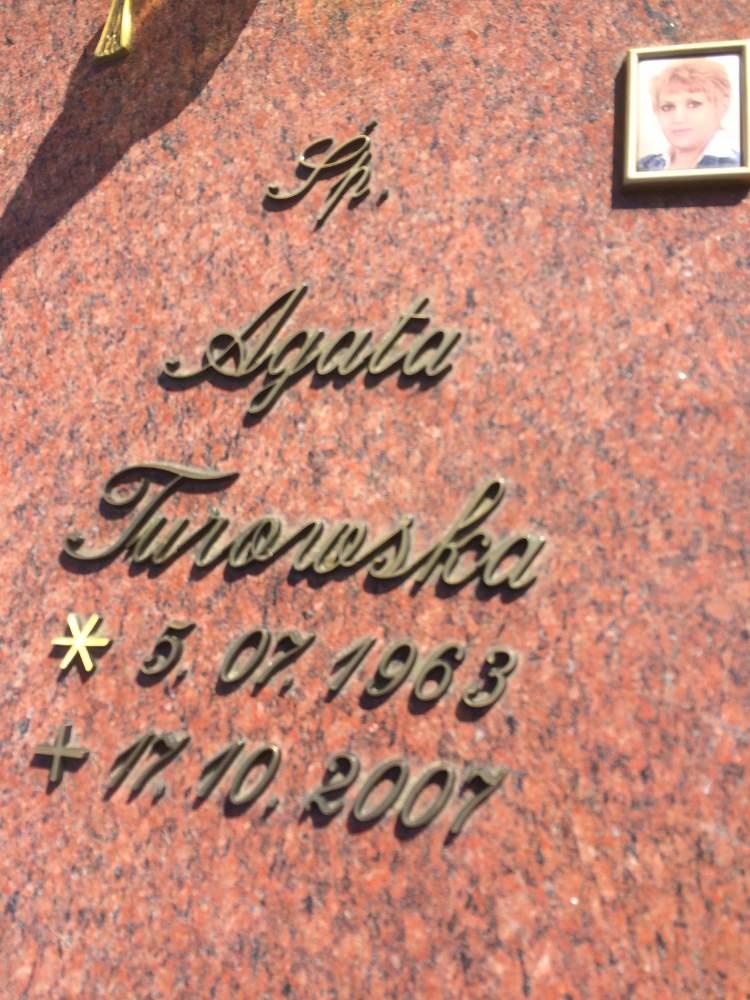 Śp.
Agata
Turowska
* 5. 07. 1963
+ 17. 10. 2007